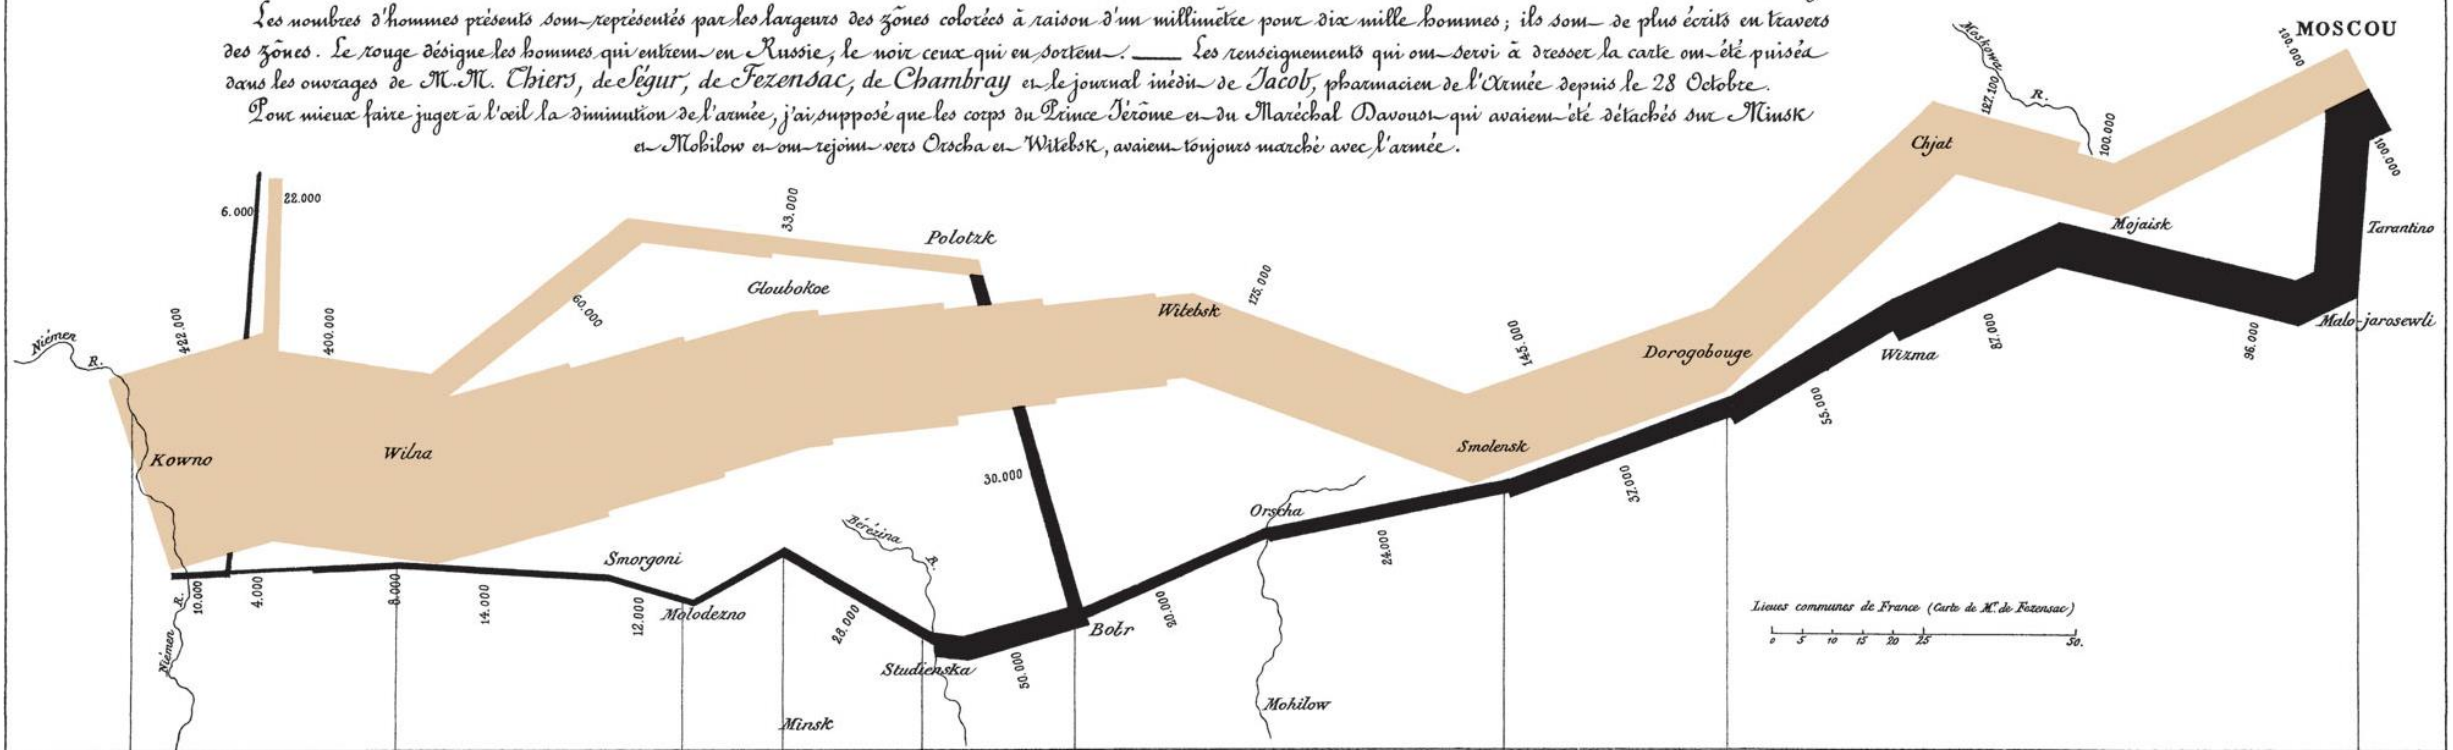 Les nombres d'hommes présents sont représentés par les largeurs des zônes colorées à raison d'un millimètre pour dix mille hommes; ils sont de plus écrits en travers
des zônes. Le rouge désigne les hommes qui entrent en Russie, le noir ceux qui en sortent. — Les renseignements qui ont servi à dresser la carte ont été puisés
dans les ouvrages de M.M. Thiers, de Ségur, de Fezensac, de Chambray et le journal inédit de Jacob, pharmacien de l'Armée depuis le 28 Octobre.
Pour mieux faire juger à l'œil la diminution de l'armée, j'ai supposé que les corps du Prince Jérôme et du Maréchal Davoust qui avaient été détachés sur Minsk
et Mohilow et ont rejoint vers Orscha et Witebsk, avaient toujours marché avec l'armée.
MOSCOU
100.000
Moskowa
R.
127.100
100.000
Chjat
100.000
6.000
22.000
33.000
Polotzk
Mojaisk
Tarantino
60.000
Gloubokoe
175.000
Witebsk
422.000
400.000
Niémen
R.
145.000
Dorogobouge
Wizma
87.000
96.000
Malo-jarosewli
55.000
Kowno
Wilna
Smolensk
30.000
37.000
Orscha
24.000
Bérézina
R.
Smorgoni
10.000
4.000
8.000
14.000
12.000
Molodezno
28.000
20.000
Bobr
Studienska
50.000
Niémen
R.
Minsk
Mohilow
Lieues communes de France (Carte de Mr. de Fezensac)
0 5 10 15 20 25 50.